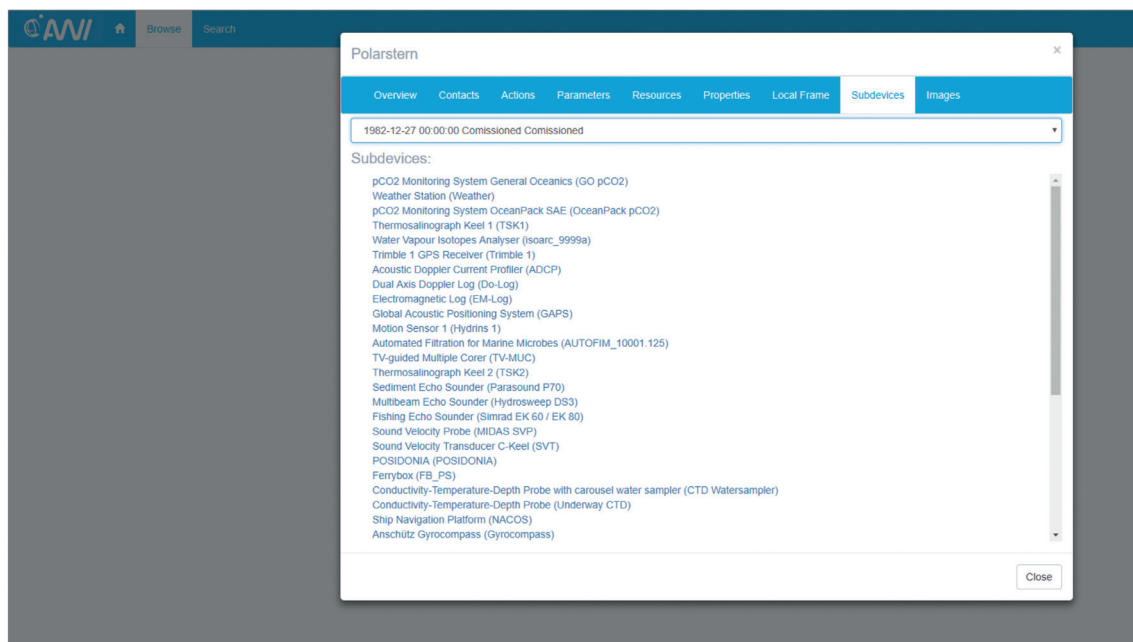 AWI
Browse
Search
Polarstern
×
Overview
Contacts
Actions
Parameters
Resources
Properties
Local Frame
Subdevices
Images
1982-12-27 00:00:00 Comissioned Comissioned
Subdevices:
pCO2 Monitoring System General Oceanics (GO pCO2)
Weather Station (Weather)
pCO2 Monitoring System OceanPack SAE (OceanPack pCO2)
Thermosalinograph Keel 1 (TSK1)
Water Vapour Isotopes Analyser (isoarc_9999a)
Trimble 1 GPS Receiver (Trimble 1)
Acoustic Doppler Current Profiler (ADCP)
Dual Axis Doppler Log (Do-Log)
Electromagnetic Log (EM-Log)
Global Acoustic Positioning System (GAPS)
Motion Sensor 1 (Hydrins 1)
Automated Filtration for Marine Microbes (AUTOFIM_10001.125)
TV-guided Multiple Corer (TV-MUC)
Thermosalinograph Keel 2 (TSK2)
Sediment Echo Sounder (Parasound P70)
Multibeam Echo Sounder (Hydrosweep DS3)
Fishing Echo Sounder (Simrad EK 60 / EK 80)
Sound Velocity Probe (MIDAS SVP)
Sound Velocity Transducer C-Keel (SVT)
POSIDONIA (POSIDONIA)
Ferrybox (FB_PS)
Conductivity-Temperature-Depth Probe with carousel water sampler (CTD Watersampler)
Conductivity-Temperature-Depth Probe (Underway CTD)
Ship Navigation Platform (NACOS)
Anschütz Gyrocompass (Gyrocompass)
Close